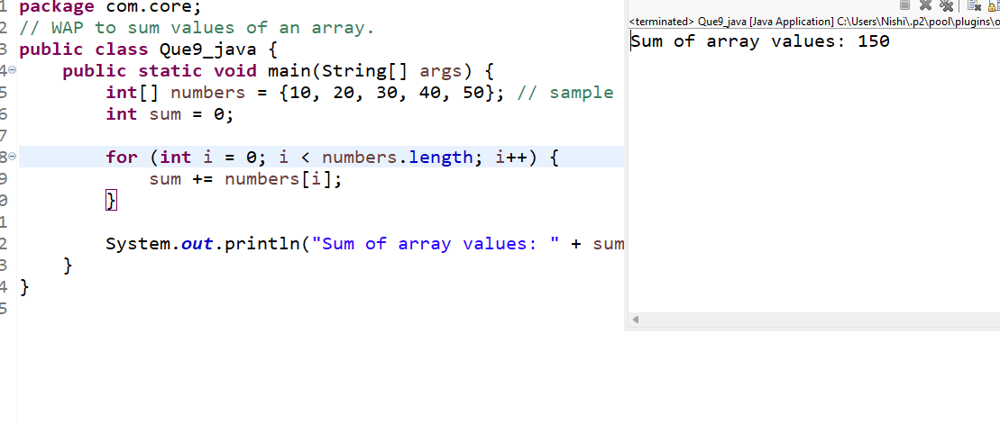 1 package com.core;
2 // WAP to sum values of an array.
3 public class Que9_java {
4 public static void main(String[] args) {
5 int[] numbers = {10, 20, 30, 40, 50}; // sample
6 int sum = 0;
7
8 for (int i = 0; i < numbers.length; i++) {
9 sum += numbers[i];
0 }
1
2 System.out.println("Sum of array values: " + sum
3 }
4 }
5
<terminated> Que9_java [Java Application] C:\Users\Nishi\.p2\pool\plugins\o
Sum of array values: 150